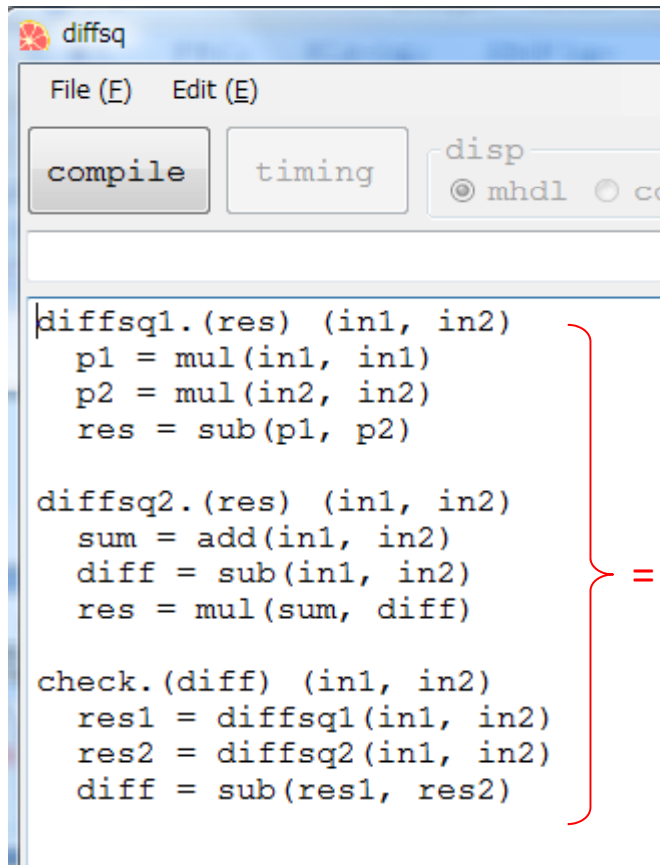 diffsq
File (F) Edit (E)
compile timing disp
mhdl
diffsq1.(res) (in1, in2)
p1 = mul(in1, in1)
p2 = mul(in2, in2)
res = sub(p1, p2)
diffsq2.(res) (in1, in2)
sum = add(in1, in2)
diff = sub(in1, in2)
res = mul(sum, diff)
=
check.(diff) (in1, in2)
res1 = diffsq1(in1, in2)
res2 = diffsq2(in1, in2)
diff = sub(res1, res2)